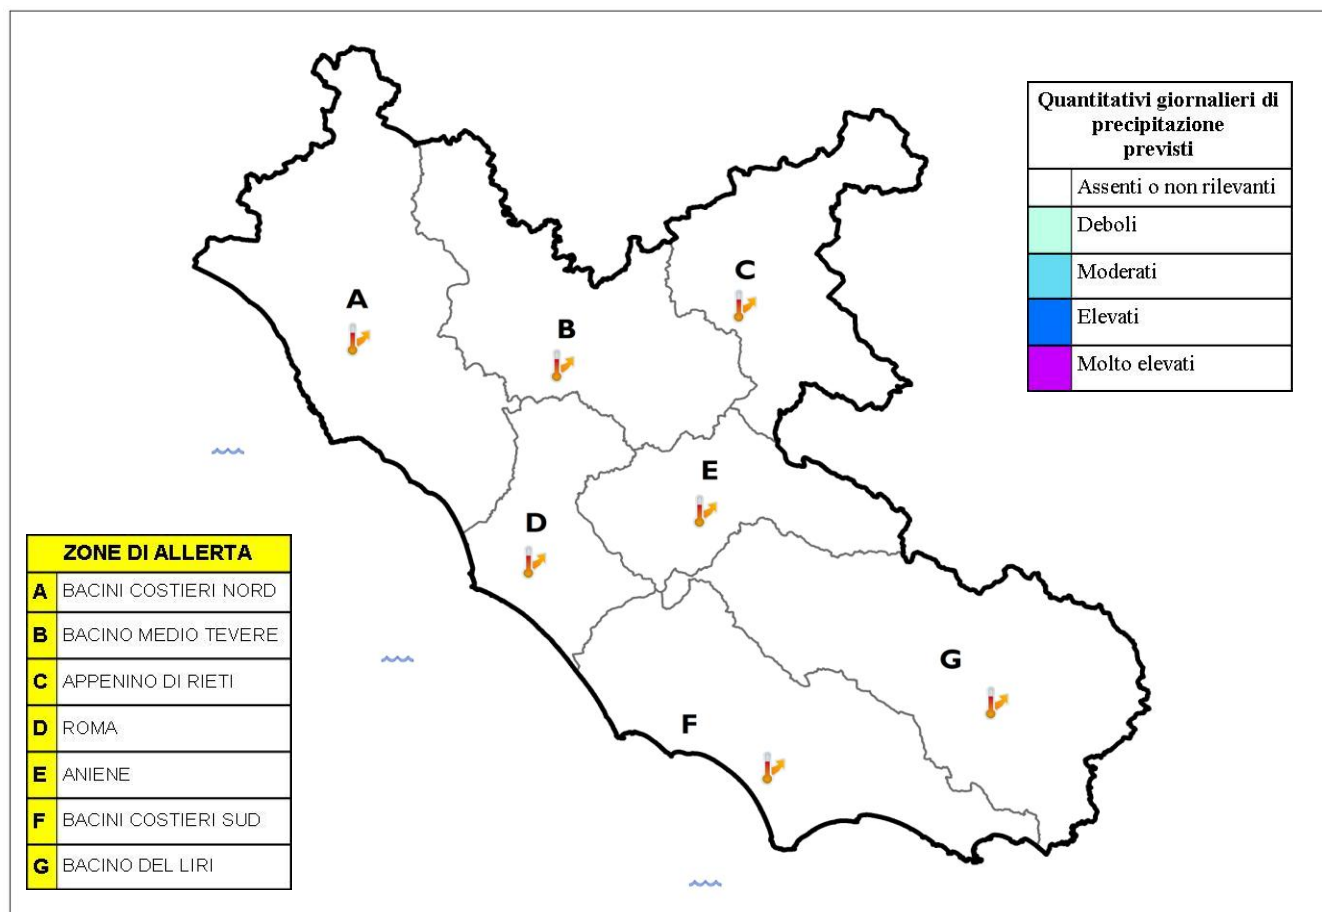 Quantitativi giornalieri di
precipitazione
previsti
Assenti o non rilevanti
Deboli
Moderati
Elevati
Molto elevati
A
B
C
D
E
F
G
ZONE DI ALLERTA
A BACINI COSTIERI NORD
B BACINO MEDIO TEVERE
C APPENINO DI RIETI
D ROMA
E ANIENE
F BACINI COSTIERI SUD
G BACINO DEL LIRI